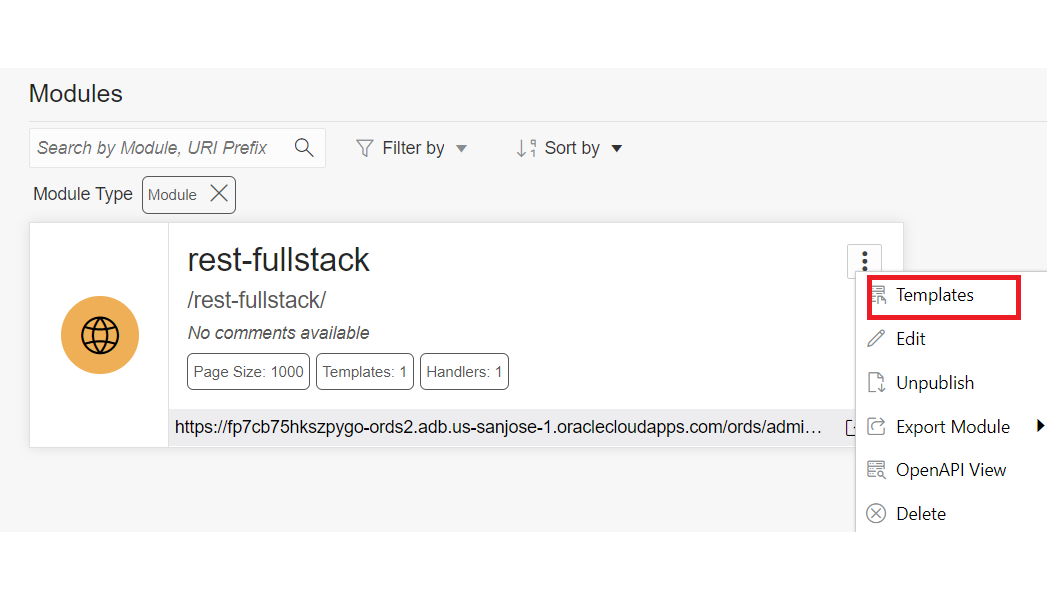 Modules
Search by Module, URI Prefix
Filter by
Sort by
Module Type
Module
rest-fullstack
/rest-fullstack/
No comments available
Page Size: 1000
Templates: 1
Handlers: 1
https://fp7cb75hkszpygo-ords2.adb.us-sanjose-1.oraclecloudapps.com/ords/admi…
Templates
Edit
Unpublish
Export Module
OpenAPI View
Delete